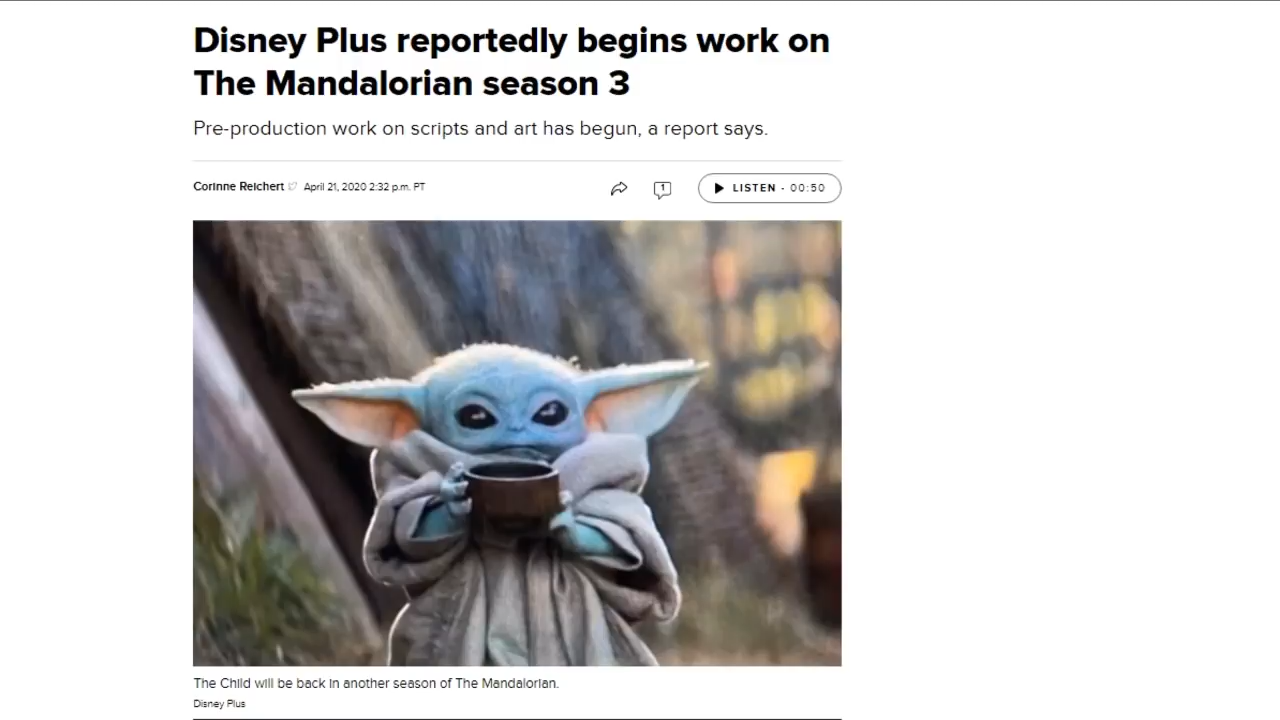 Disney Plus reportedly begins work on
The Mandalorian season 3
Pre-production work on scripts and art has begun, a report says.
Corinne Reichert April 21, 2020 2:32 p.m. PT
1
LISTEN - 00:50
The Child will be back in another season of The Mandalorian.
Disney Plus